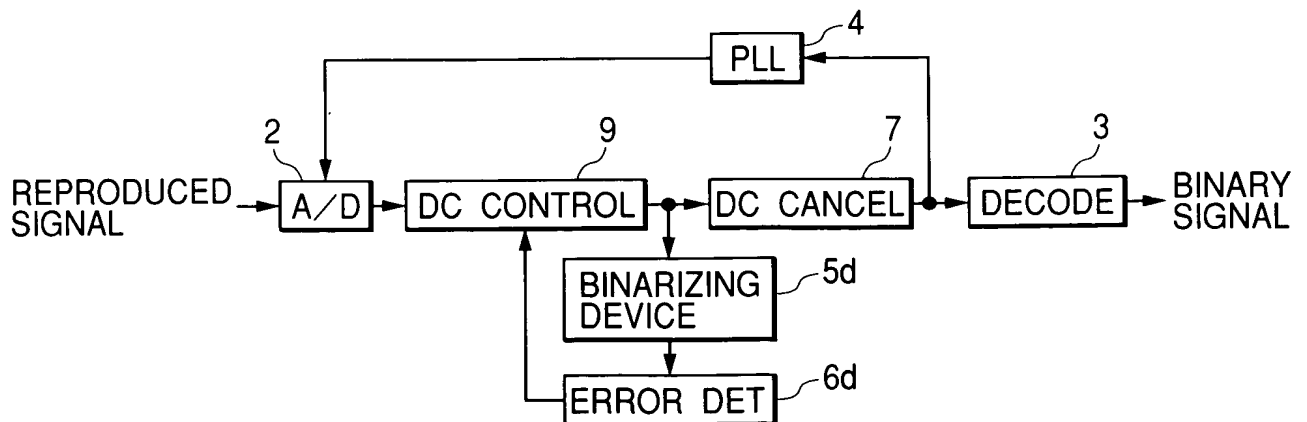 4
PLL
2
9
7
3
REPRODUCED
SIGNAL
A/D
DC CONTROL
DC CANCEL
DECODE
BINARY
SIGNAL
BINARIZING
DEVICE
5d
ERROR DET
6d